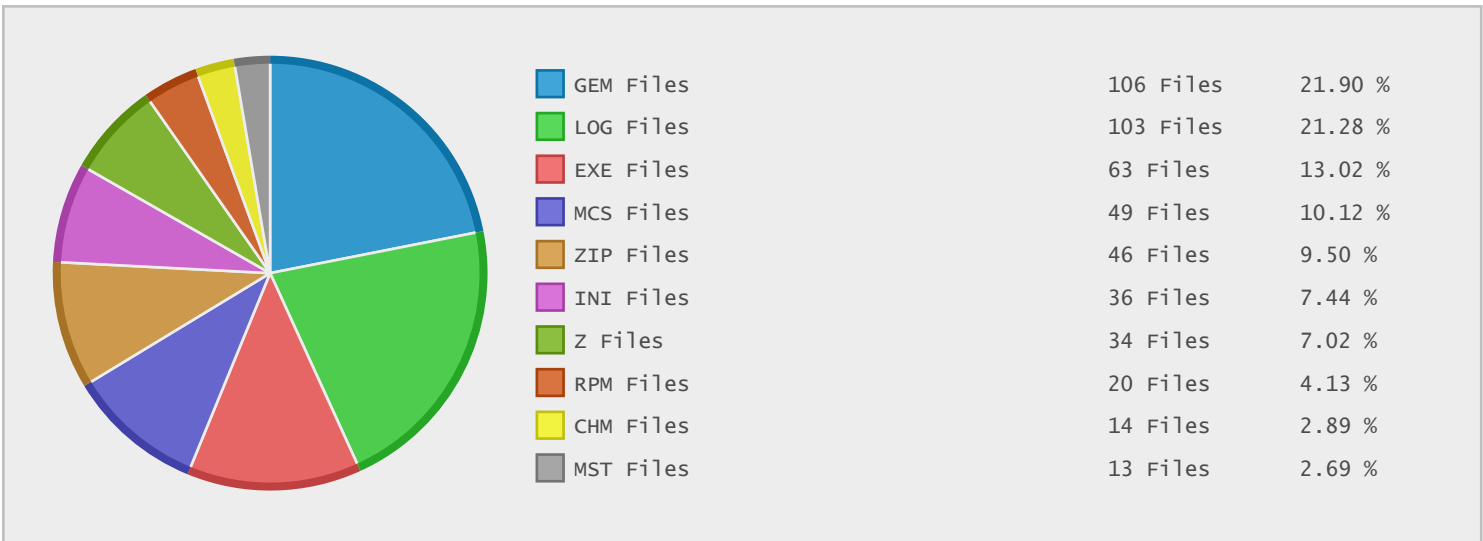 GEM Files 106 Files 21.90 %
LOG Files 103 Files 21.28 %
EXE Files 63 Files 13.02 %
MCS Files 49 Files 10.12 %
ZIP Files 46 Files 9.50 %
INI Files 36 Files 7.44 %
Z Files 34 Files 7.02 %
RPM Files 20 Files 4.13 %
CHM Files 14 Files 2.89 %
MST Files 13 Files 2.69 %